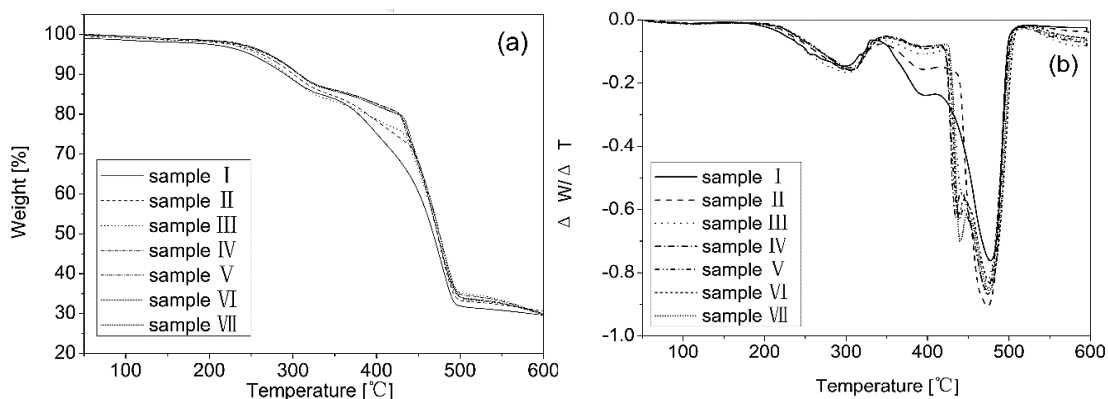 (a)
100
90
80
70
60
50
40
30
20
Weight [%]
sample Ⅰ
sample Ⅱ
sample Ⅲ
sample Ⅳ
sample Ⅴ
sample Ⅵ
sample Ⅶ
100 200 300 400 500 600
Temperature [℃]
(b)
0.0
-0.2
-0.4
-0.6
-0.8
-1.0
Δ W/Δ T
sample Ⅰ
sample Ⅱ
sample Ⅲ
sample Ⅳ
sample Ⅴ
sample Ⅵ
sample Ⅶ
100 200 300 400 500 600
Temperature [℃]